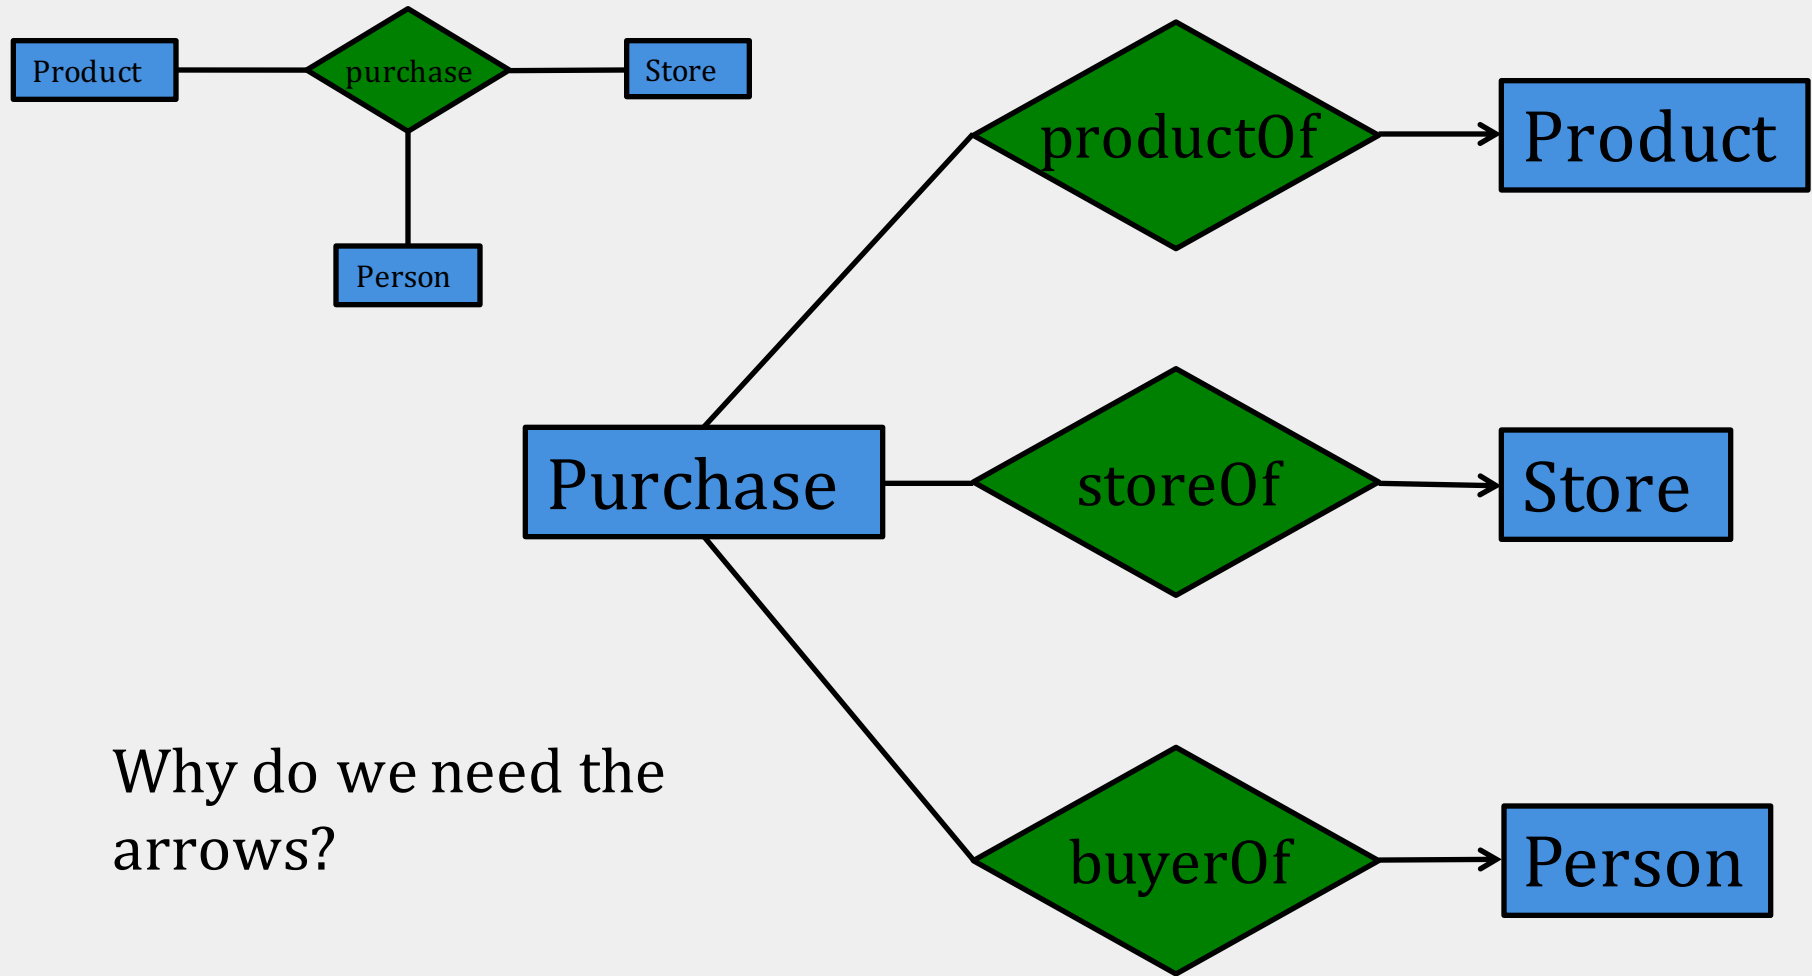 Product
purchase
Store
Person
productOf
Product
Purchase
storeOf
Store
Why do we need the
arrows?
buyerOf
Person